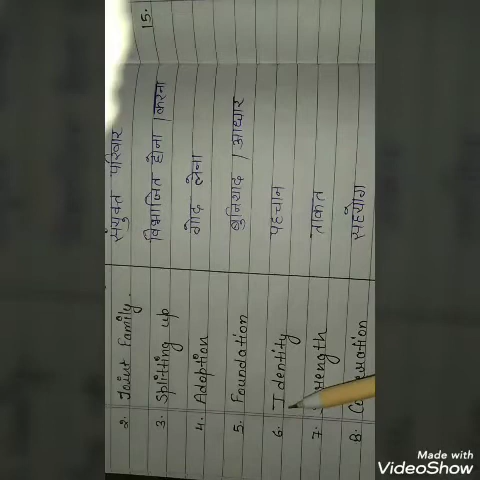 15.
2. Joint family. संयुक्त परिवार
3. Splitting up विभाजित होना / करना
4. Adoption गोद लेना
5. Foundation बुनियाद / आधार
6. Identity पहचान
7. ताकत
8. सहयोग
Made with
VideoShow